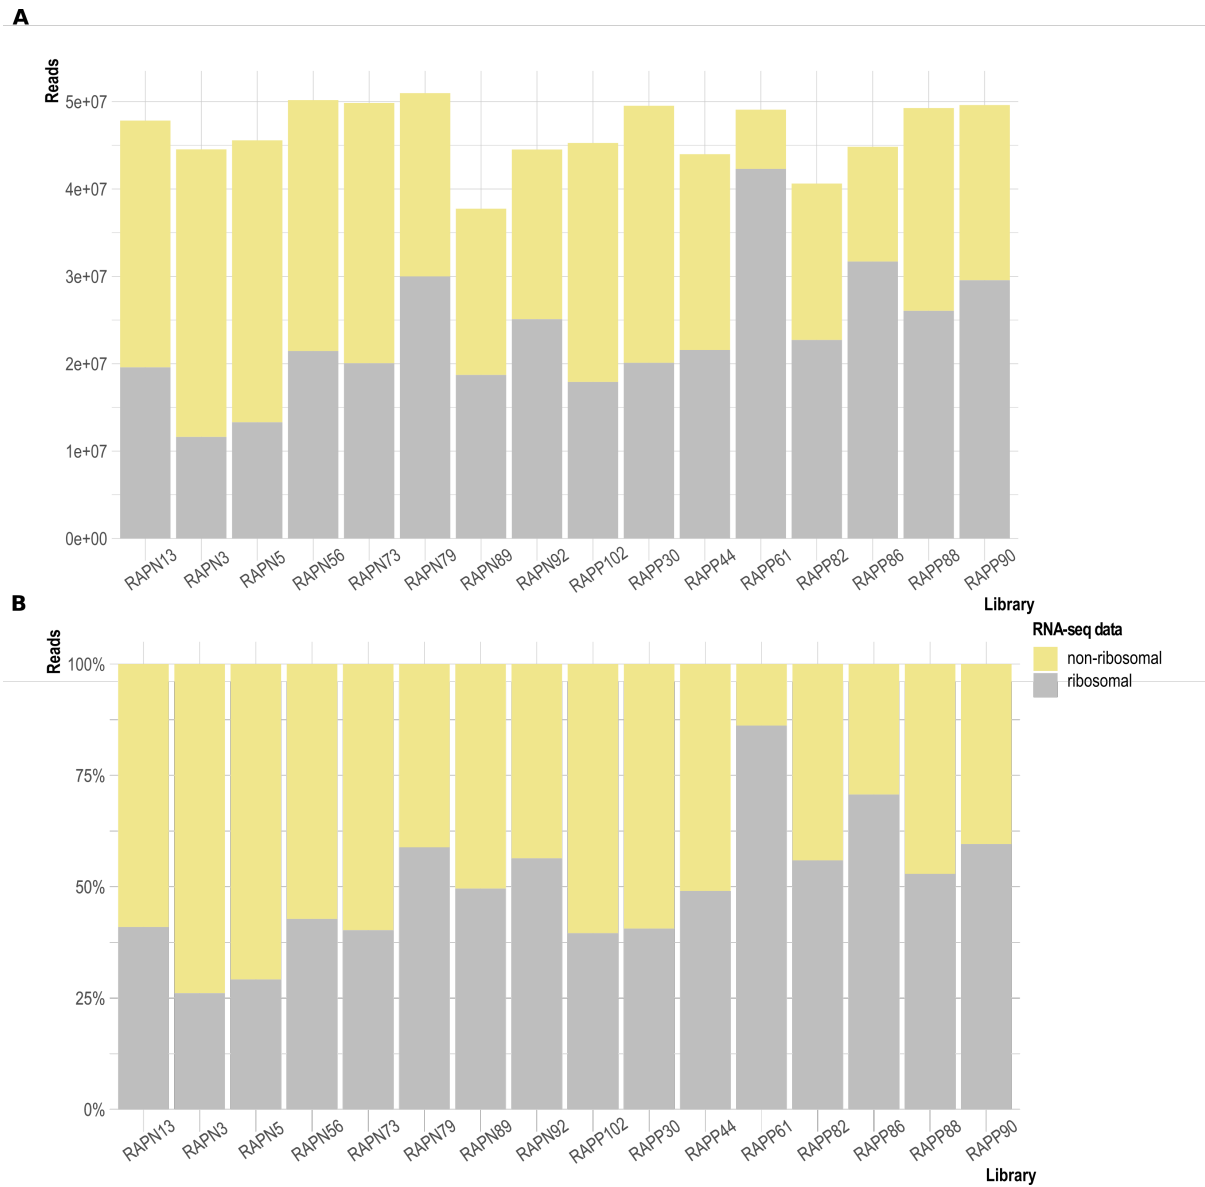 A
Reads
5e+07
4e+07
3e+07
2e+07
1e+07
0e+00
RAPN13 RAPN3 RAPN5 RAPN56 RAPN73 RAPN79 RAPN89 RAPN92 RAPP102 RAPP30 RAPP44 RAPP61 RAPP82 RAPP86 RAPP88 RAPP90
Library
B
Reads
RNA-seq data
non-ribosomal
ribosomal
100%
75%
50%
25%
0%
RAPN13 RAPN3 RAPN5 RAPN56 RAPN73 RAPN79 RAPN89 RAPN92 RAPP102 RAPP30 RAPP44 RAPP61 RAPP82 RAPP86 RAPP88 RAPP90
Library